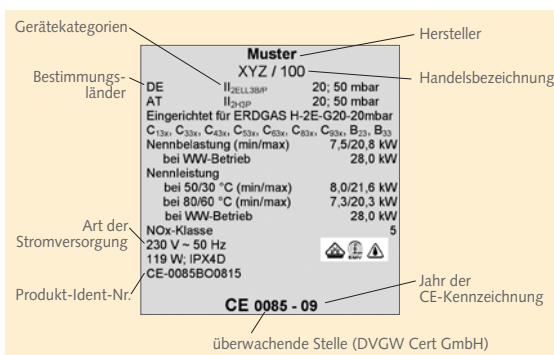 Gerätekategorien
Hersteller
Muster
XYZ / 100
Bestimmungs-
länder
Handelsbezeichnung
DE II2ELL3B/P 20; 50 mbar
AT II2H3P 20; 50 mbar
Eingerichtet für ERDGAS H-2E-G20-20mbar
C13x, C33x, C43x, C53x, C63x, C83x, C93x, B23, B33
Nennbelastung (min/max) 7,5/20,8 kW
bei WW-Betrieb 28,0 kW
Nennleistung
bei 50/30 °C (min/max) 8,0/21,6 kW
bei 80/60 °C (min/max) 7,3/20,3 kW
bei WW-Betrieb 28,0 kW
NOx-Klasse 5
Art der
Stromversorgung
230 V ~ 50 Hz
119 W; IPX4D
CE-0085BO0815
Produkt-Ident-Nr.
Jahr der
CE-Kennzeichnung
CE 0085 - 09
überwachende Stelle (DVGW Cert GmbH)